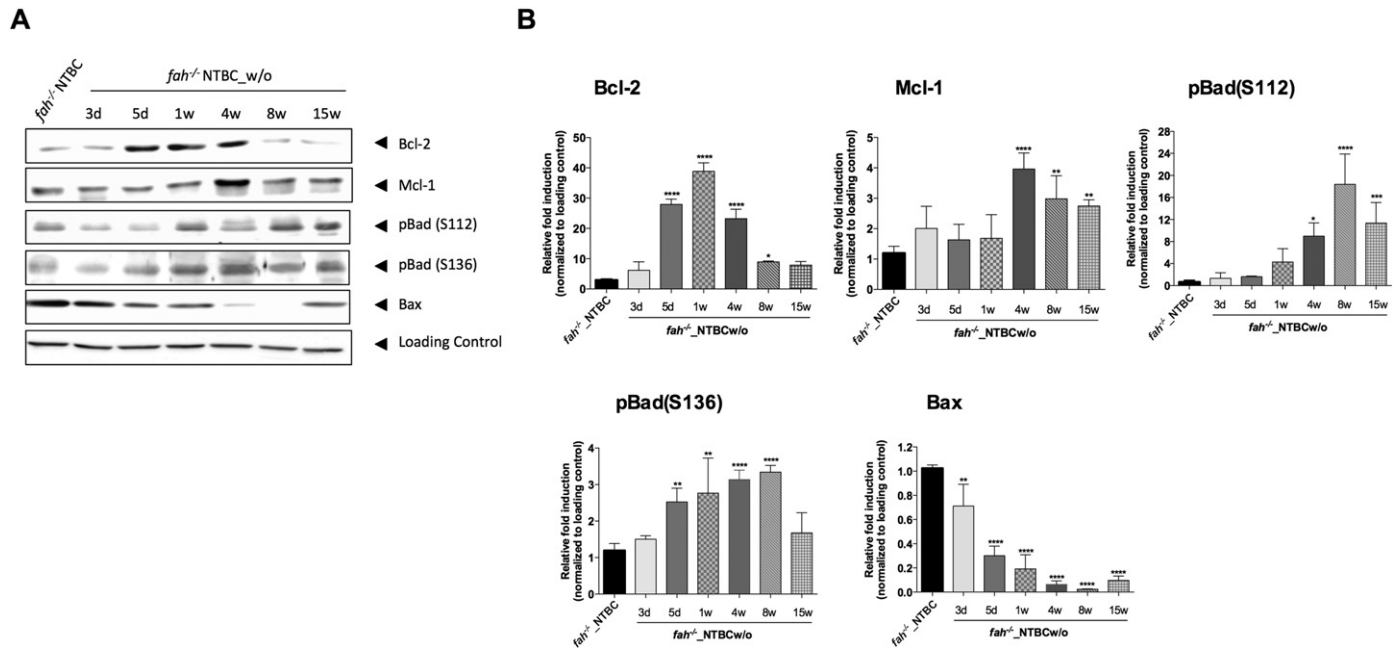 A
fah-/- NTBC
fah-/- NTBC_w/o
3d 5d 1w 4w 8w 15w
Bcl-2
Mcl-1
pBad (S112)
pBad (S136)
Bax
Loading Control
B
Bcl-2
Relative fold induction
(normalized to loading control)
50
40
30
20
10
0
****
****
****
*
fah-/-_NTBC
3d 5d 1w 4w 8w 15w
fah-/-_NTBCw/o
Mcl-1
Relative fold induction
(normalized to loading control)
5
4
3
2
1
0
****
**
**
fah-/-_NTBC
3d 5d 1w 4w 8w 15w
fah-/-_NTBCw/o
pBad(S112)
Relative fold induction
(normalized to loading control)
28
24
20
16
12
8
4
0
*
****
***
fah-/-_NTBC
3d 5d 1w 4w 8w 15w
fah-/-_NTBCw/o
pBad(S136)
Relative fold induction
(normalized to loading control)
4
3
2
1
0
**
**
****
****
fah-/-_NTBC
3d 5d 1w 4w 8w 15w
fah-/-_NTBCw/o
Bax
Relative fold induction
(normalized to loading control)
1.2
1.0
0.8
0.6
0.4
0.2
0.0
**
****
****
****
****
****
fah-/-_NTBC
3d 5d 1w 4w 8w 15w
fah-/-_NTBCw/o